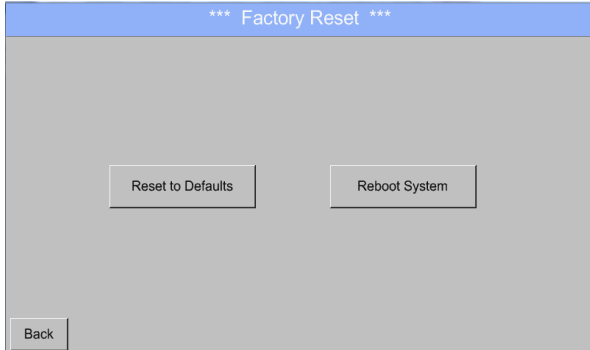 *** Factory Reset ***
Reset to Defaults
Reboot System
Back